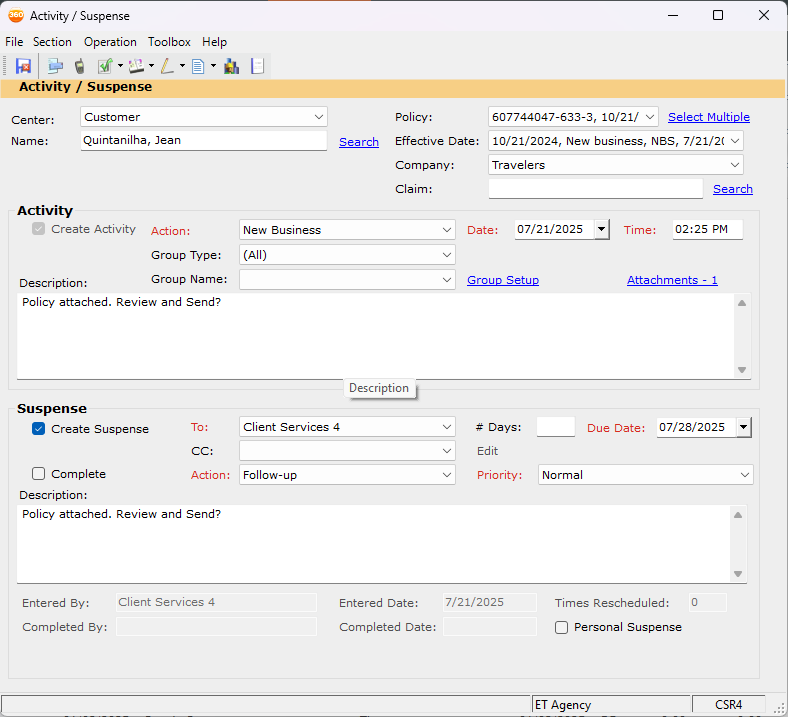 360 Activity / Suspense
File Section Operation Toolbox Help
Activity / Suspense
Center: Customer Policy: 607744047-633-3, 10/21/ Select Multiple
Name: Quintanilha, Jean Search Effective Date: 10/21/2024, New business, NBS, 7/21/20
Company: Travelers
Claim: Search
Activity
Create Activity Action: New Business Date: 07/21/2025 Time: 02:25 PM
Group Type: (All)
Description: Group Name: Group Setup Attachments - 1
Policy attached. Review and Send?
Description
Suspense
Create Suspense To: Client Services 4 # Days: Due Date: 07/28/2025
CC: Edit
Complete Action: Follow-up Priority: Normal
Description:
Policy attached. Review and Send?
Entered By: Client Services 4 Entered Date: 7/21/2025 Times Rescheduled: 0
Completed By: Completed Date: Personal Suspense
ET Agency CSR4